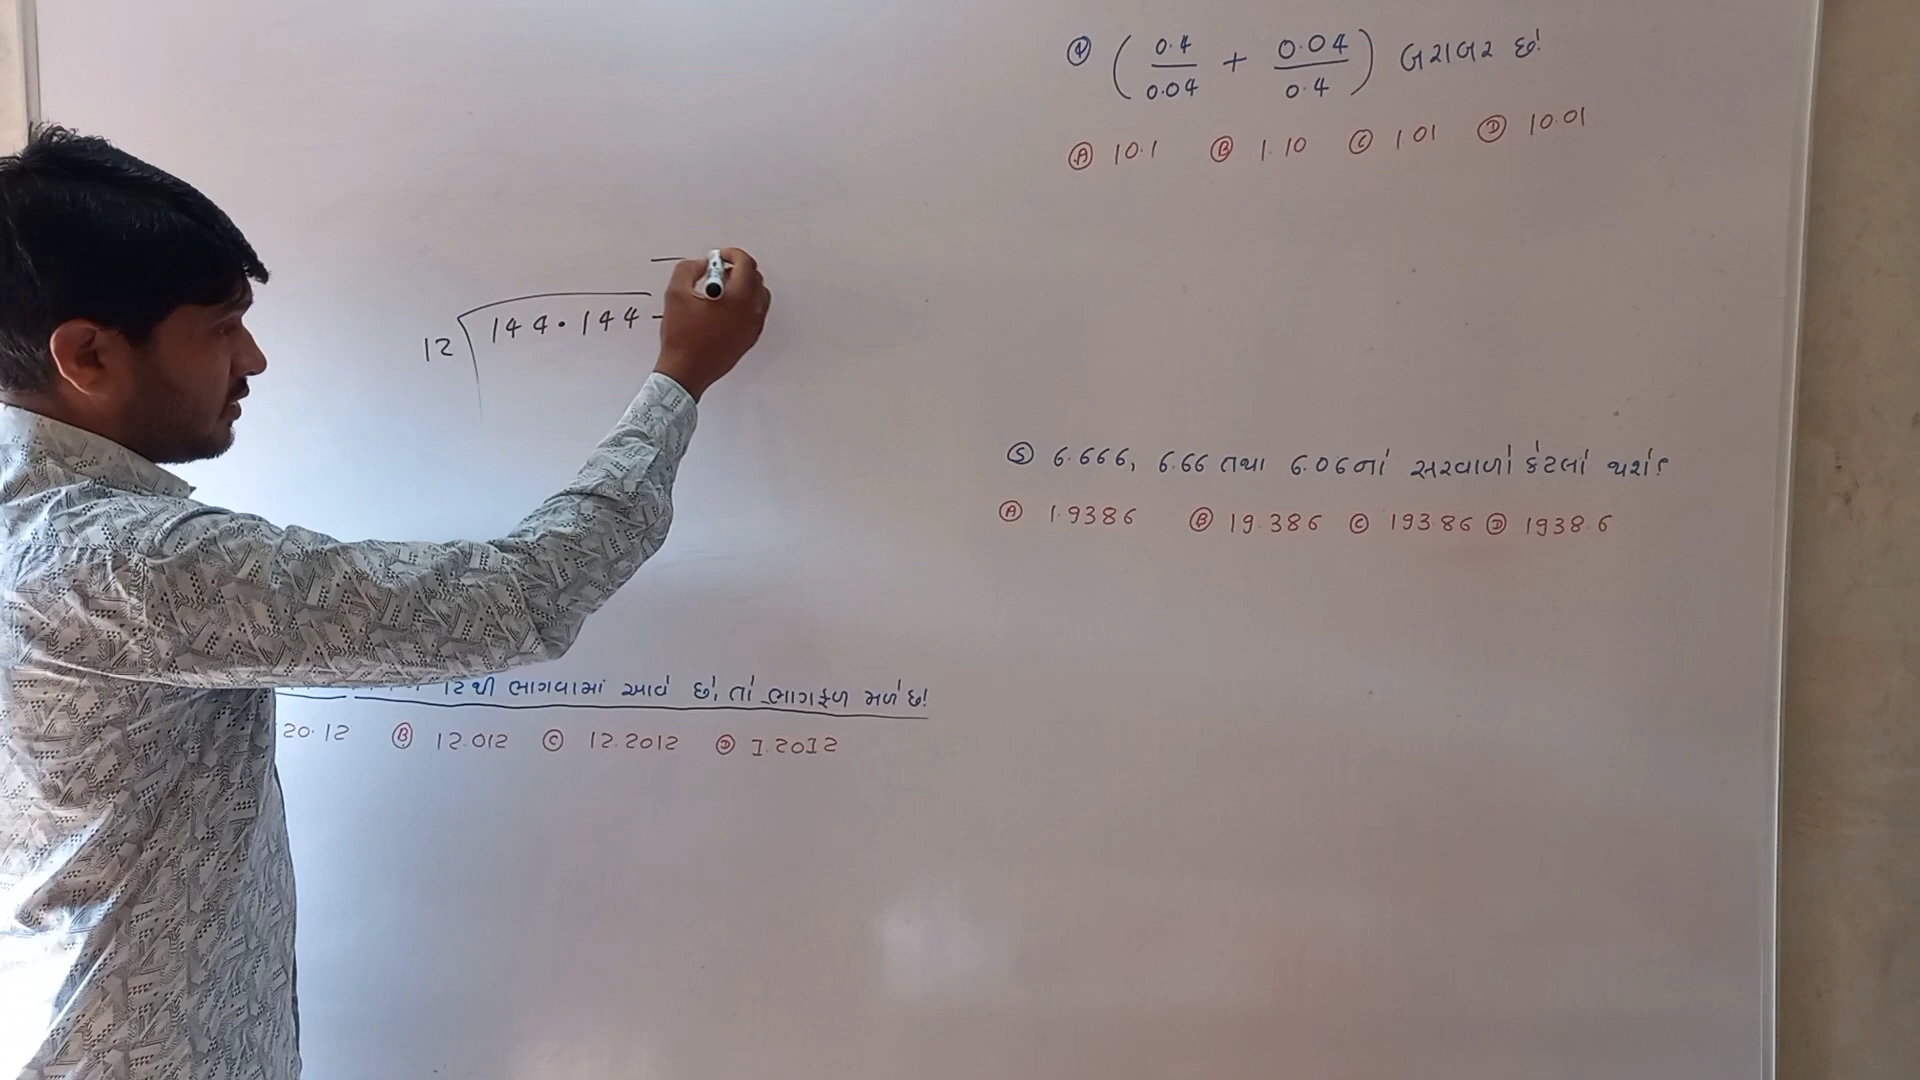 ④ ( 0.4 / 0.04 + 0.04 / 0.4 ) બરાબર છે!
Ⓐ 10.1 Ⓑ 1.10 Ⓒ 1.01 Ⓓ 10.01
12 144.144
⑤ 6.666, 6.66 તથા 6.06નો સરવાળો કેટલો થશે?
Ⓐ 1.9386 Ⓑ 19.386 Ⓒ 193.86 Ⓓ 1938.6
12થી ભાગવામાં આવે છે, તો ભાગફળ મળે છે!
20.12 Ⓑ 12.012 Ⓒ 12.2012 Ⓓ 1.2012